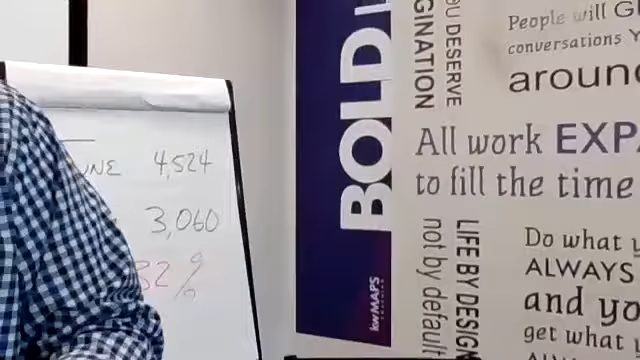 4,524
3,060
32%
BOLD
kwMAPS
GINATION
OU DESERVE
People will G
conversations Y
around
All work EXPA
to fill the time
not by default
LIFE BY DESIGN
Do what y
ALWAYS
and yo
get what